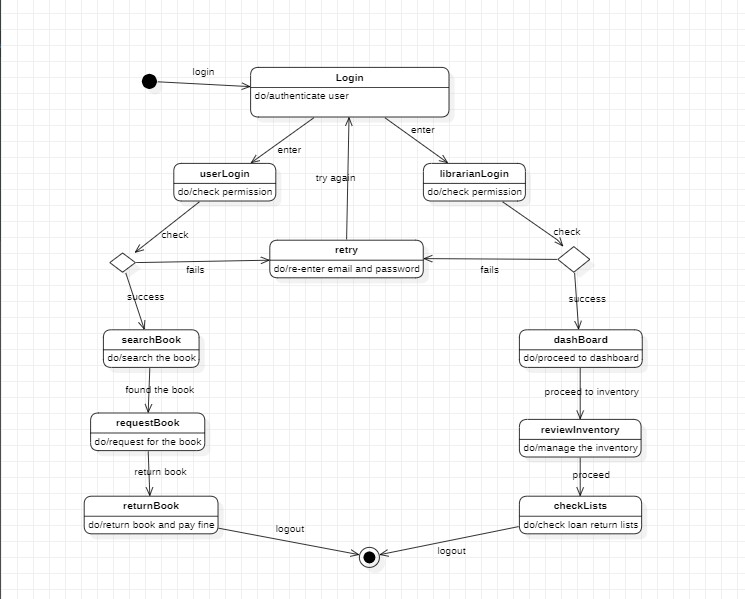 login
Login
do/authenticate user
enter
enter
userLogin
do/check permission
try again
librarianLogin
do/check permission
check
check
retry
do/re-enter email and password
fails
fails
success
success
searchBook
do/search the book
dashBoard
do/proceed to dashboard
found the book
proceed to inventory
requestBook
do/request for the book
reviewInventory
do/manage the inventory
return book
proceed
returnBook
do/return book and pay fine
checkLists
do/check loan return lists
logout
logout